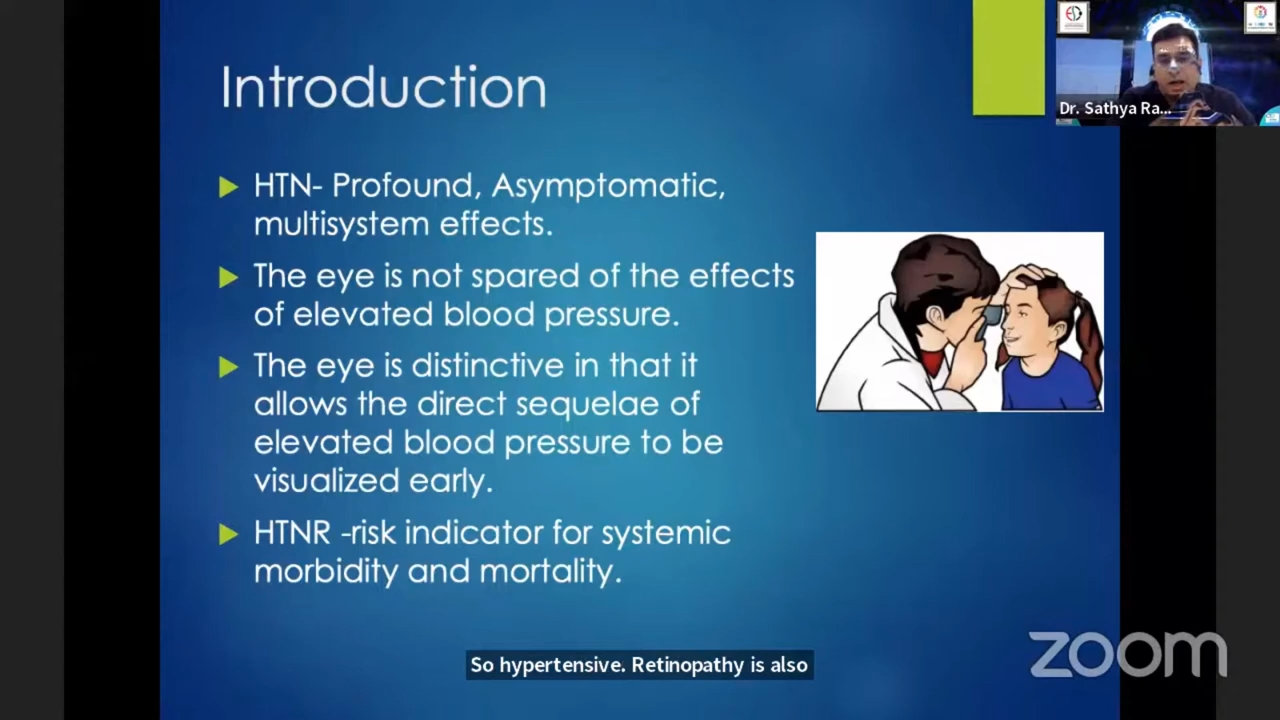 Introduction
HTN- Profound, Asymptomatic,
multisystem effects.
The eye is not spared of the effects
of elevated blood pressure.
The eye is distinctive in that it
allows the direct sequelae of
elevated blood pressure to be
visualized early.
HTNR -risk indicator for systemic
morbidity and mortality.
Dr. Sathya Ra...
So hypertensive. Retinopathy is also
zoom